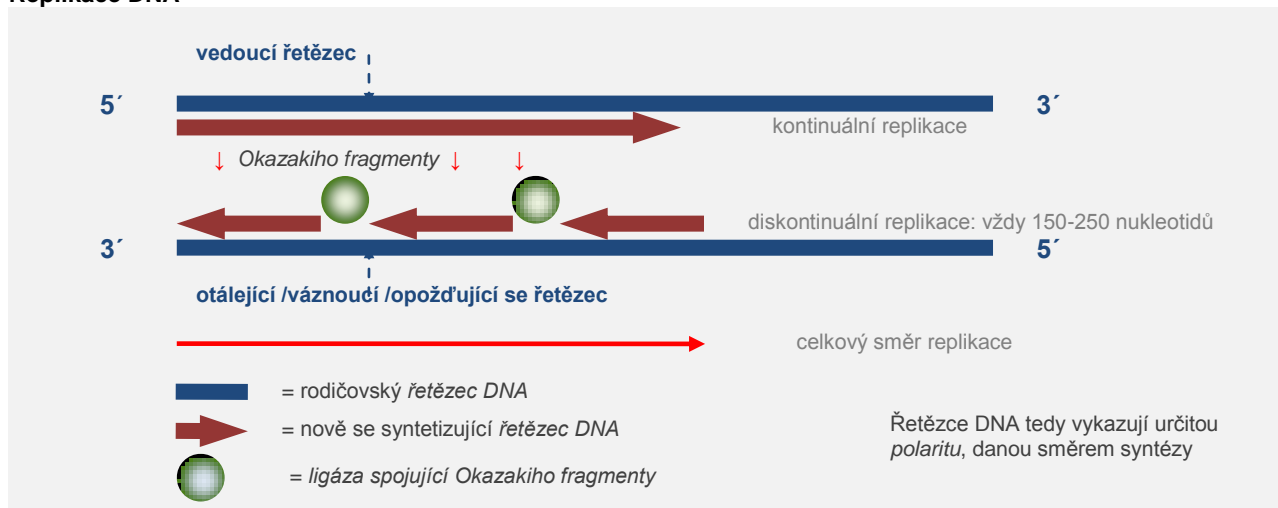 Replikace DNA
vedoucí řetězec
5´ 3´
kontinuální replikace
↓ Okazakiho fragmenty ↓ ↓
diskontinuální replikace: vždy 150-250 nukleotidů
3´ 5´
otálející /váznoucí /opožďující se řetězec
celkový směr replikace
= rodičovský řetězec DNA
= nově se syntetizující řetězec DNA
Řetězce DNA tedy vykazují určitou
polaritu, danou směrem syntézy
= ligáza spojující Okazakiho fragmenty